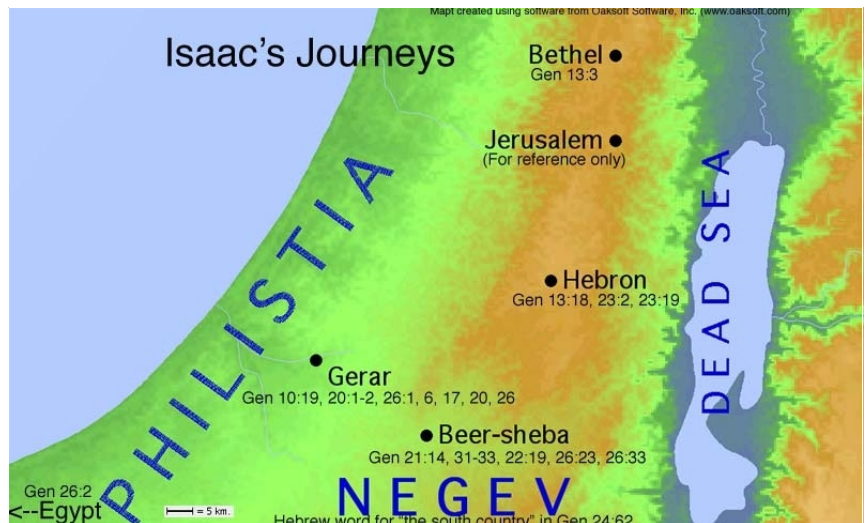 Mapt created using software from Oaksoft Software, Inc. (www.oaksoft.com)
Isaac's Journeys
Bethel
Gen 13:3
Jerusalem
(For reference only)
PHILISTIA
DEAD SEA
Hebron
Gen 13:18, 23:2, 23:19
Gerar
Gen 10:19, 20:1-2, 26:1, 6, 17, 20, 26
Beer-sheba
Gen 21:14, 31-33, 22:19, 26:23, 26:33
Gen 26:2
<--Egypt
= 5 km.
NEGEV
Hebrew word for "the south country" in Gen 24:62